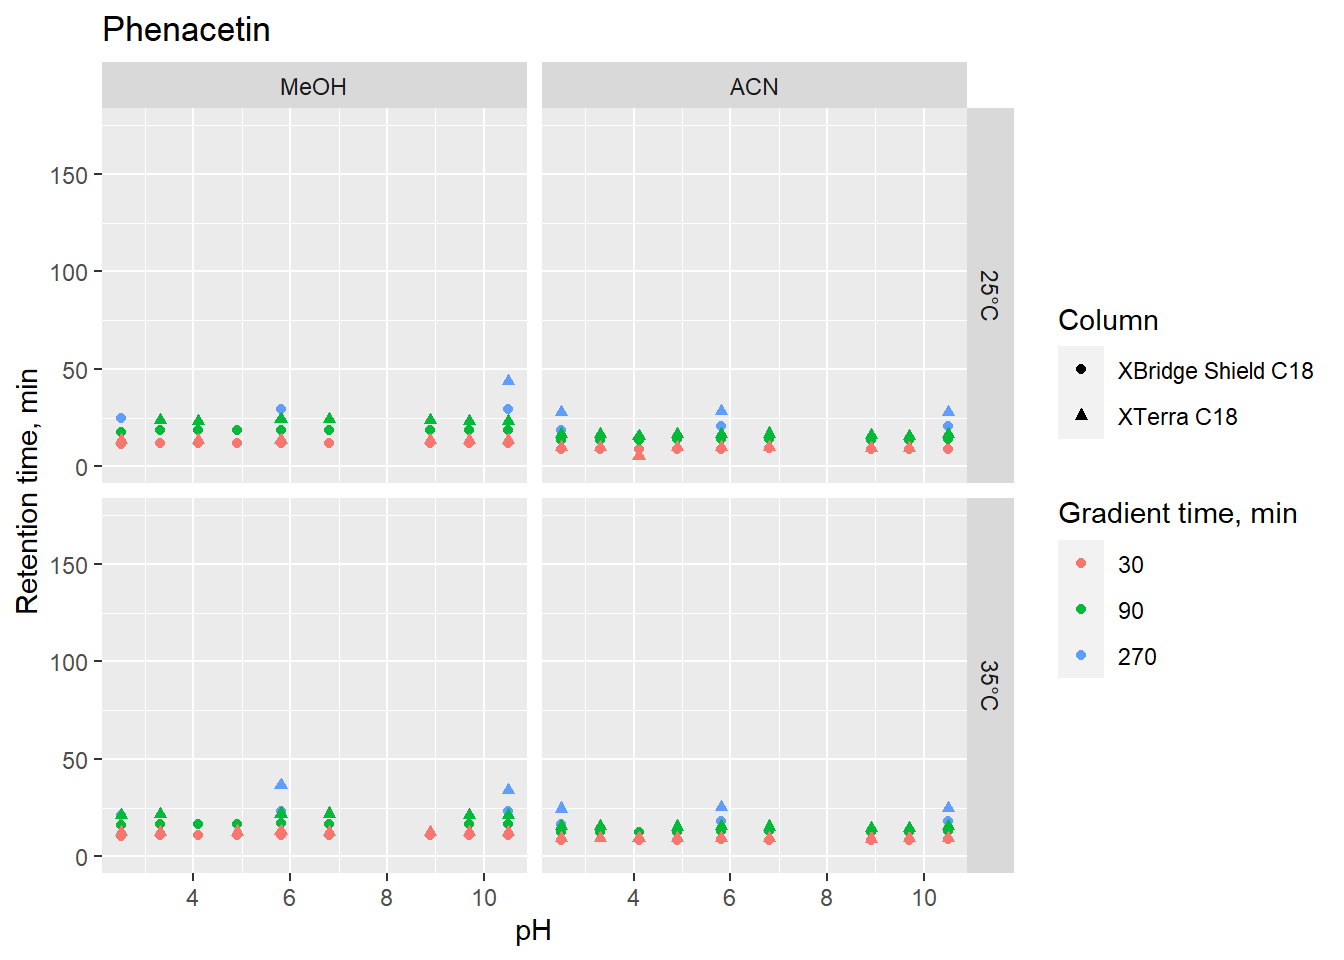 Phenacetin
MeOH
ACN
150
100
50
0
25°C
150
100
50
0
35°C
4
6
8
10
4
6
8
10
pH
Retention time, min
Column
XBridge Shield C18
XTerra C18
Gradient time, min
30
90
270